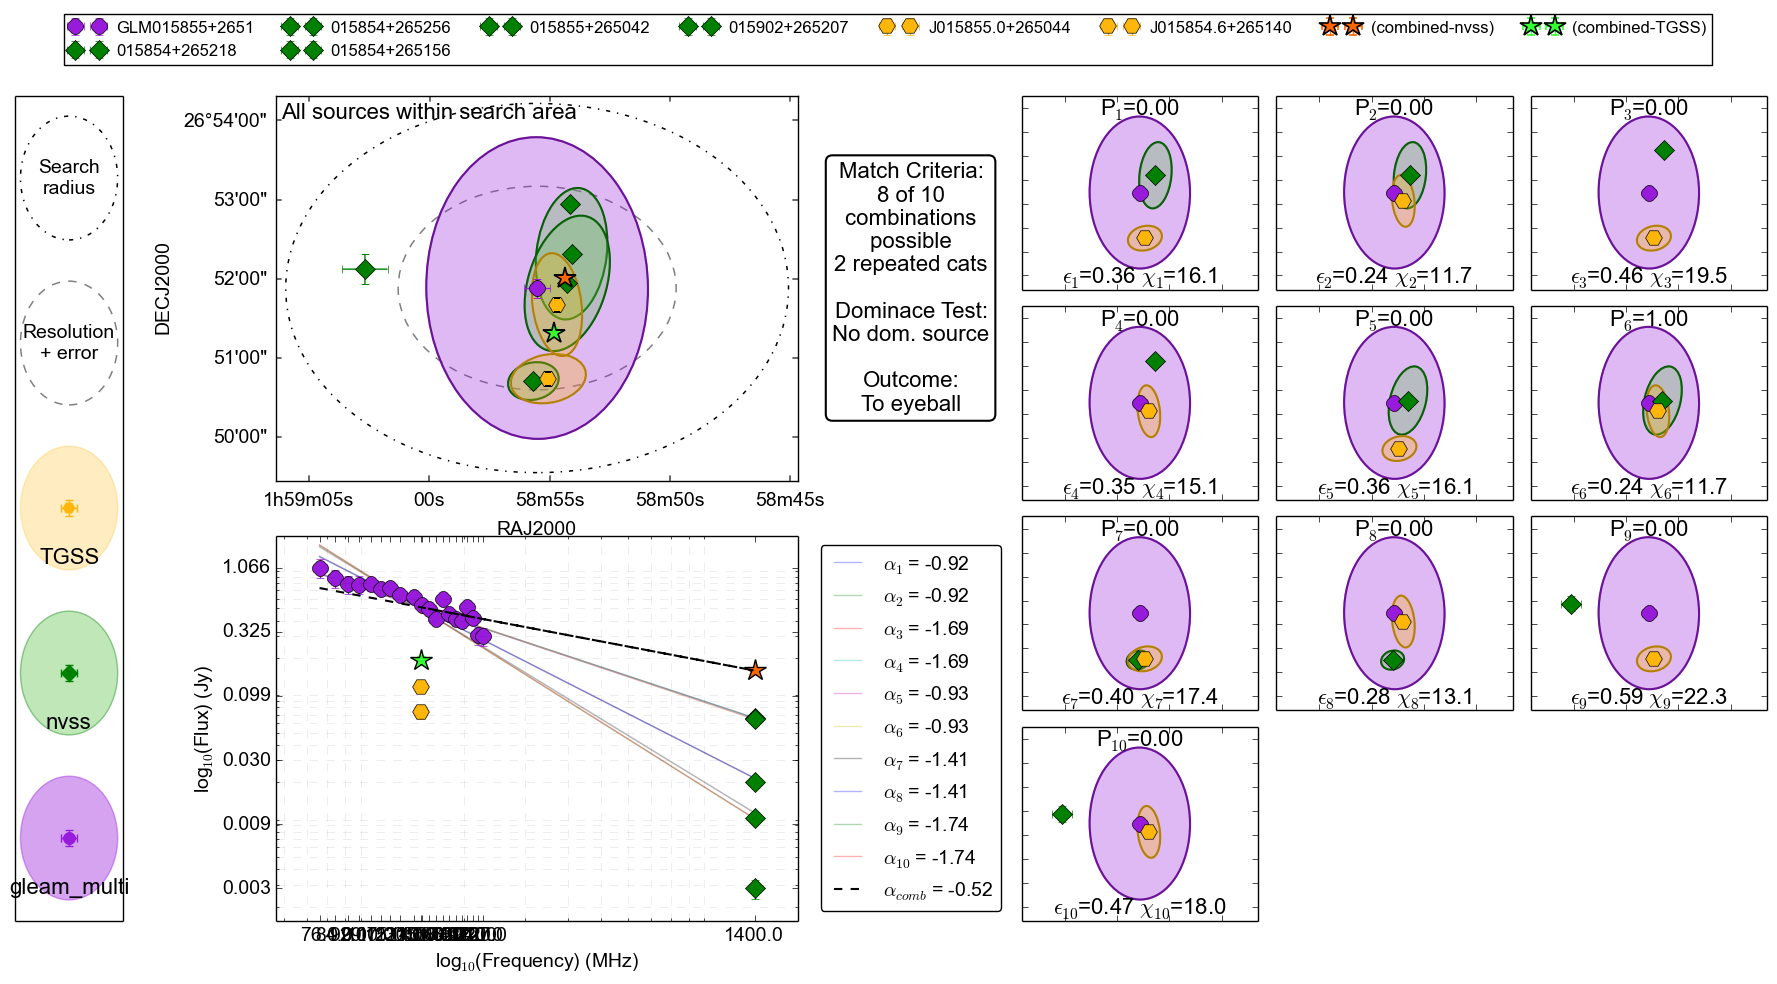 GLM015855+2651 015854+265256 015855+265042 015902+265207 J015855.0+265044 J015854.6+265140 (combined-nvss) (combined-TGSS)
015854+265218 015854+265156
Search
radius
Resolution
+ error
TGSS
nvss
gleam_multi
All sources within search area
DECJ2000
26°54'00"
53'00"
52'00"
51'00"
50'00"
1h59m05s 00s 58m55s 58m50s 58m45s
RAJ2000
Match Criteria:
8 of 10
combinations
possible
2 repeated cats
Dominace Test:
No dom. source
Outcome:
To eyeball
log10(Flux) (Jy)
1.066
0.325
0.099
0.030
0.009
0.003
1400.0
log10(Frequency) (MHz)
α1 = -0.92
α2 = -0.92
α3 = -1.69
α4 = -1.69
α5 = -0.93
α6 = -0.93
α7 = -1.41
α8 = -1.41
α9 = -1.74
α10 = -1.74
αcomb = -0.52
P1=0.00
ϵ1=0.36 χ1=16.1
P2=0.00
ϵ2=0.24 χ2=11.7
P3=0.00
ϵ3=0.46 χ3=19.5
P4=0.00
ϵ4=0.35 χ4=15.1
P5=0.00
ϵ5=0.36 χ5=16.1
P6=1.00
ϵ6=0.24 χ6=11.7
P7=0.00
ϵ7=0.40 χ7=17.4
P8=0.00
ϵ8=0.28 χ8=13.1
P9=0.00
ϵ9=0.59 χ9=22.3
P10=0.00
ϵ10=0.47 χ10=18.0